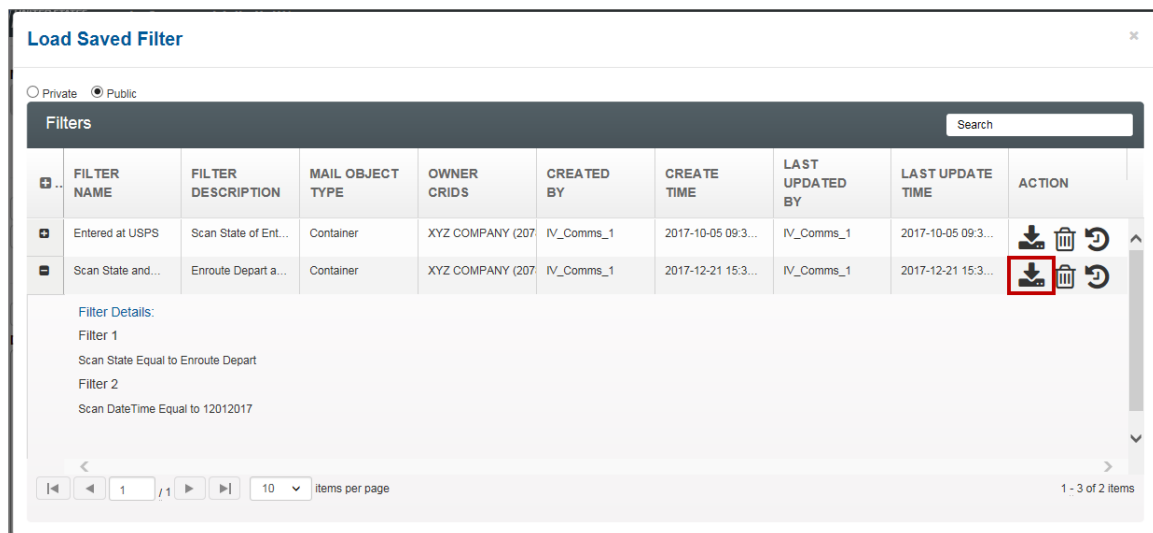 Load Saved Filter ×
Private Public
Filters Search
.. FILTER NAME FILTER DESCRIPTION MAIL OBJECT TYPE OWNER CRIDS CREATED BY CREATE TIME LAST UPDATED BY LAST UPDATE TIME ACTION
Entered at USPS Scan State of Ent... Container XYZ COMPANY (207 IV_Comms_1 2017-10-05 09:3... IV_Comms_1 2017-10-05 09:3...
Scan State and... Enroute Depart a... Container XYZ COMPANY (207 IV_Comms_1 2017-12-21 15:3... IV_Comms_1 2017-12-21 15:3...
Filter Details:
Filter 1
Scan State Equal to Enroute Depart
Filter 2
Scan DateTime Equal to 12012017
1 / 1 10 items per page 1 - 3 of 2 items